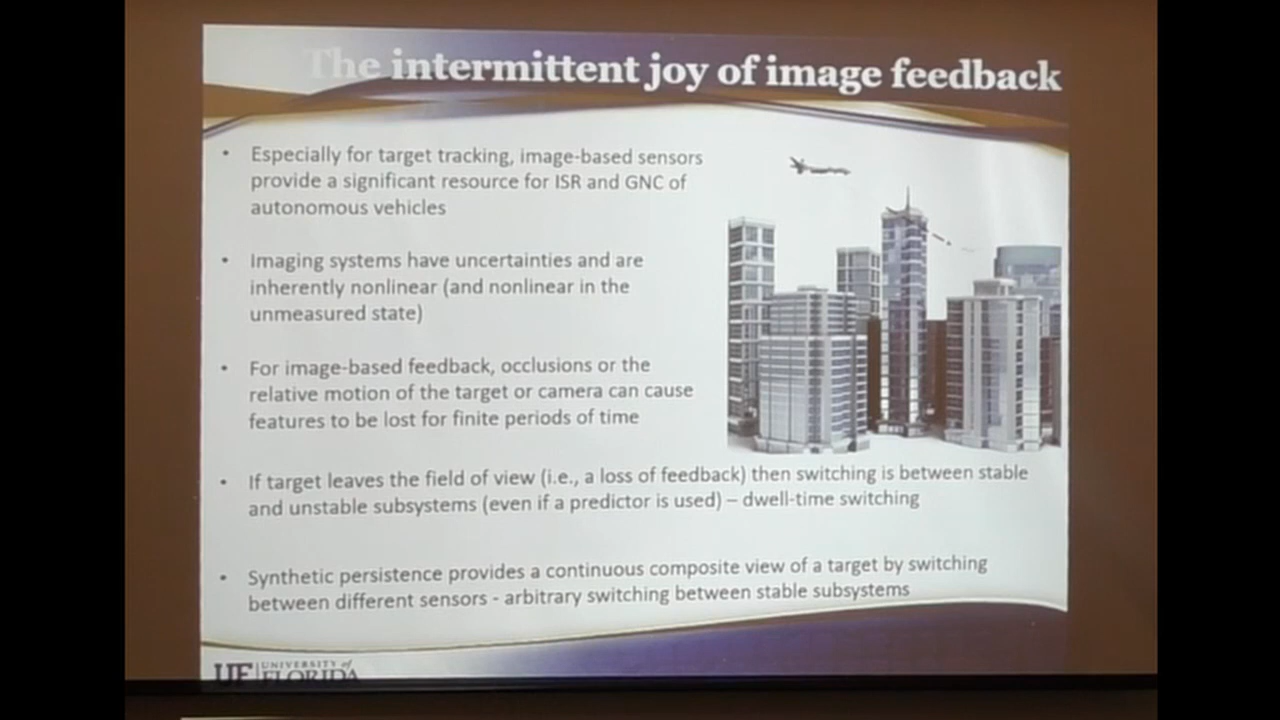 The intermittent joy of image feedback
• Especially for target tracking, image-based sensors
provide a significant resource for ISR and GNC of
autonomous vehicles
• Imaging systems have uncertainties and are
inherently nonlinear (and nonlinear in the
unmeasured state)
• For image-based feedback, occlusions or the
relative motion of the target or camera can cause
features to be lost for finite periods of time
• If target leaves the field of view (i.e., a loss of feedback) then switching is between stable
and unstable subsystems (even if a predictor is used) – dwell-time switching
• Synthetic persistence provides a continuous composite view of a target by switching
between different sensors - arbitrary switching between stable subsystems
UF UNIVERSITY of
FLORIDA